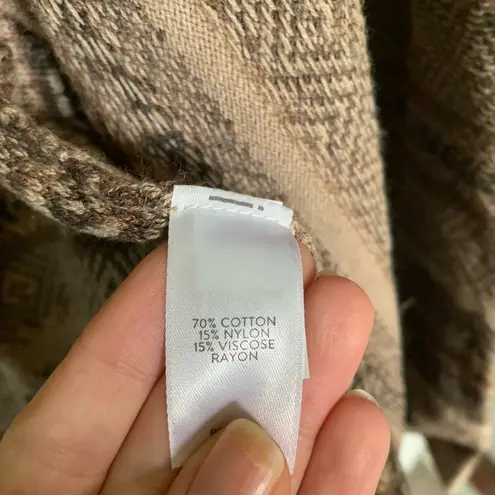 70% COTTON
15% NYLON
15% VISCOSE
RAYON